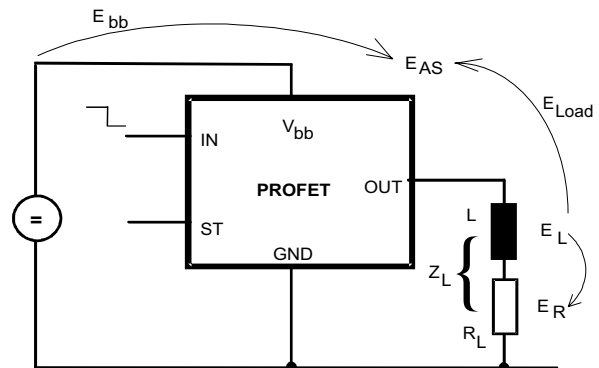 E bb
E AS
E Load
IN
V bb
PROFET
OUT
=
ST
GND
L
Z L
E L
R L
E R